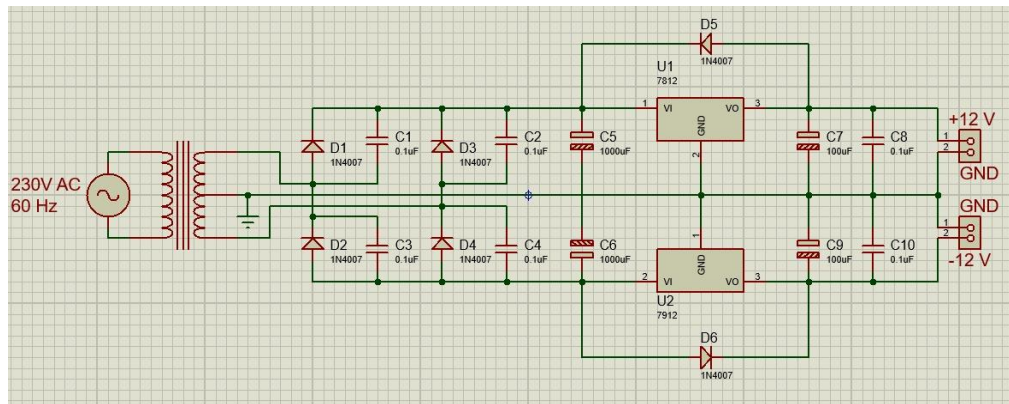 D5
1N4007
U1
7812
1
VI
VO
3
GND
2
D1
1N4007
C1
0.1uF
D3
1N4007
C2
0.1uF
C5
1000uF
C7
100uF
C8
0.1uF
+12 V
1
2
GND
230V AC
60 Hz
GND
1
2
-12 V
D2
1N4007
C3
0.1uF
D4
1N4007
C4
0.1uF
C6
1000uF
1
GND
2
VI
VO
3
U2
7912
C9
100uF
C10
0.1uF
D6
1N4007